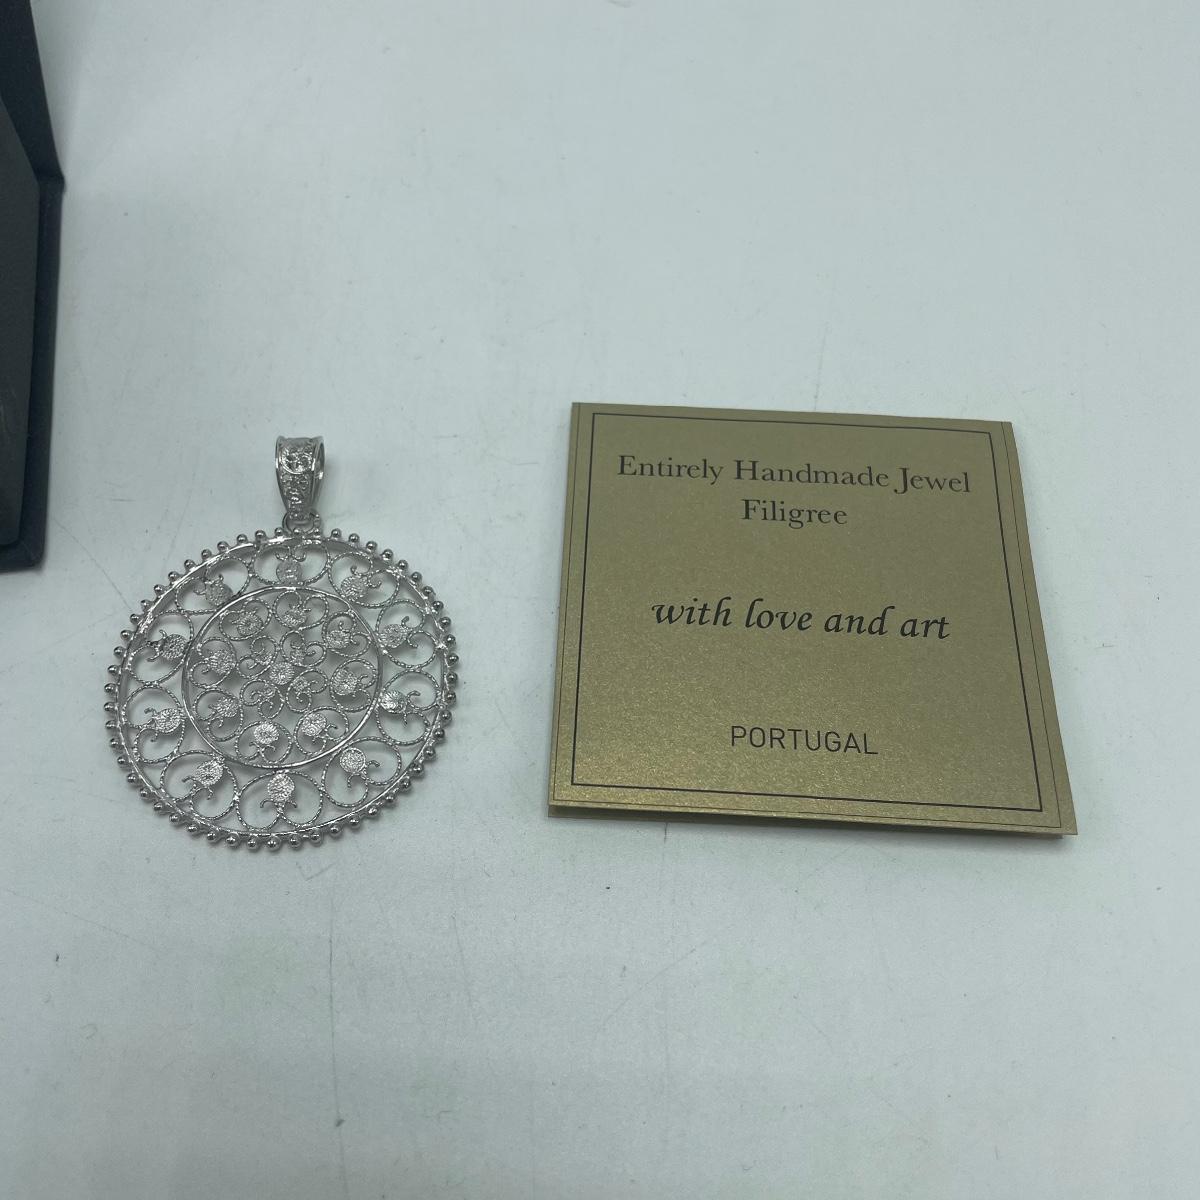 Entirely Handmade Jewel
Filigree
with love and art
PORTUGAL